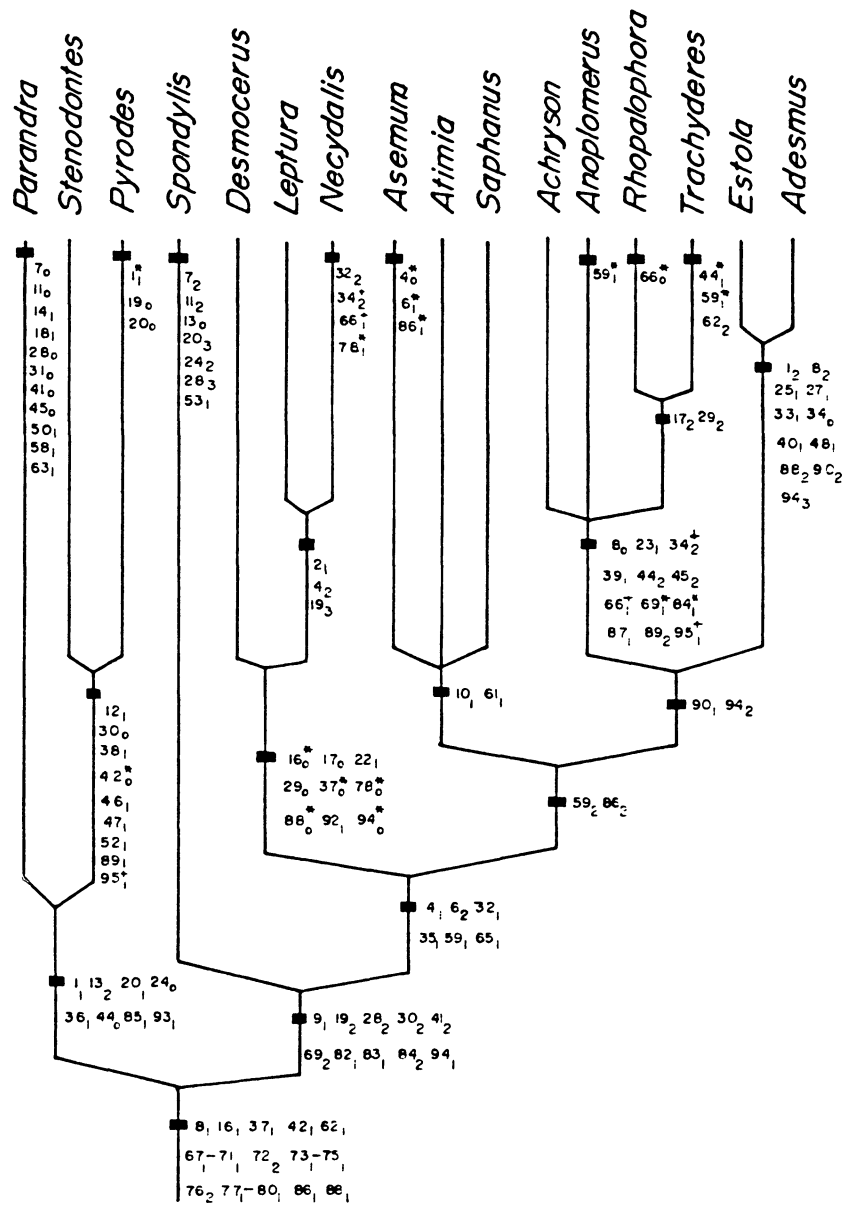 Parandra
Stenodontes
Pyrodes
Spondylis
Desmocerus
Leptura
Necydalis
Asemum
Atimia
Saphanus
Achryson
Anoplomerus
Rhopalophora
Trachyderes
Estola
Adesmus
7₀
11₀
14₁
18₁
28₀
31₀
41₀
45₀
50₁
58₁
63₁
1₁*
19₀
20₀
7₂
11₂
13₀
20₃
24₂
28₃
53₁
32₂
34₂⁺
66₁⁺
78₁*
4₀*
6₁*
86₁*
59₁*
66₀*
44₁*
59₁*
62₂
17₂ 29₂
1₂ 8₂
25₁ 27₁
33₁ 34₀
40₁ 48₁
88₂ 90₂
94₃
2₁
4₂
19₃
8₀ 23₁ 34₂⁺
39₁ 44₂ 45₂
66₁⁺ 69₁* 84₁*
87₁ 89₂ 95₁⁺
12₁
30₀
38₁
42₀*
46₁
47₁
52₁
89₁
95₁⁺
10₁ 61₁
90₁ 94₂
16₀* 17₀ 22₁
29₀ 37₀* 78₀*
88₀* 92₁ 94₀*
59₂ 86₂
4₁ 6₂ 32₁
35₁ 59₁ 65₁
1₁ 13₂ 20₁ 24₀
36₁ 44₀ 85₁ 93₁
9₁ 19₂ 28₂ 30₂ 41₂
69₂ 82₁ 83₁ 84₂ 94₁
8₁ 16₁ 37₁ 42₁ 62₁
67₁-71₁ 72₂ 73₁-75₁
76₂ 77₁-80₁ 86₁ 88₁